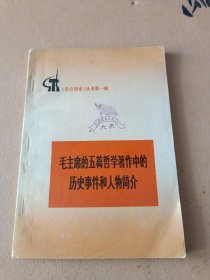 《学点历史》丛书第一辑
大庆
毛主席的五篇哲学著作中的
历史事件和人物简介